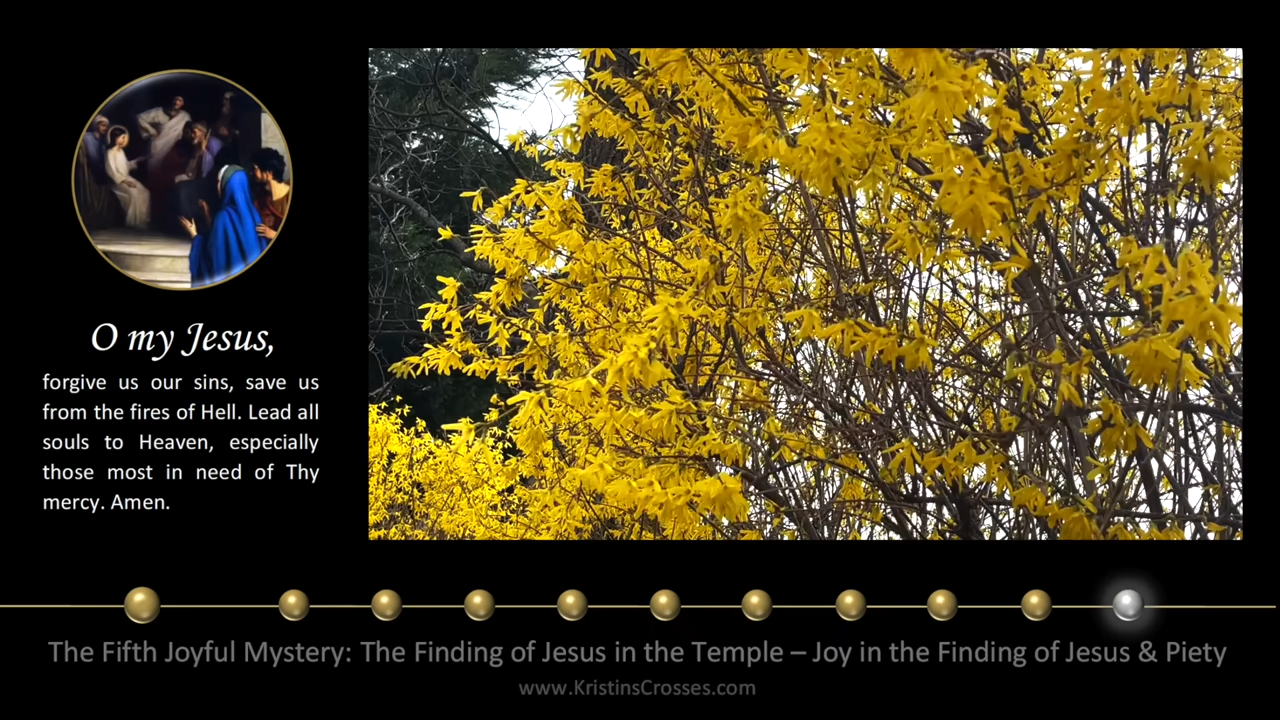 O my Jesus,
forgive us our sins, save us
from the fires of Hell. Lead all
souls to Heaven, especially
those most in need of Thy
mercy. Amen.
The Fifth Joyful Mystery: The Finding of Jesus in the Temple – Joy in the Finding of Jesus & Piety
www.KristinsCrosses.com